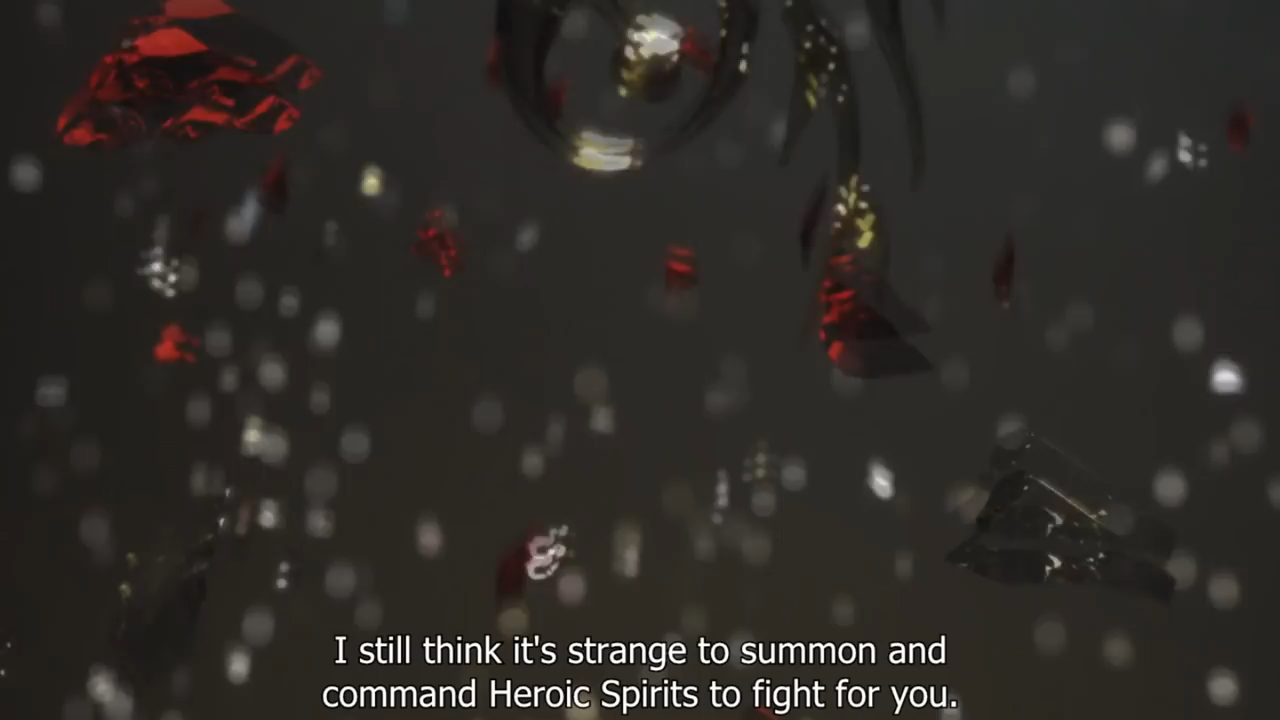 I still think it's strange to summon and
command Heroic Spirits to fight for you.